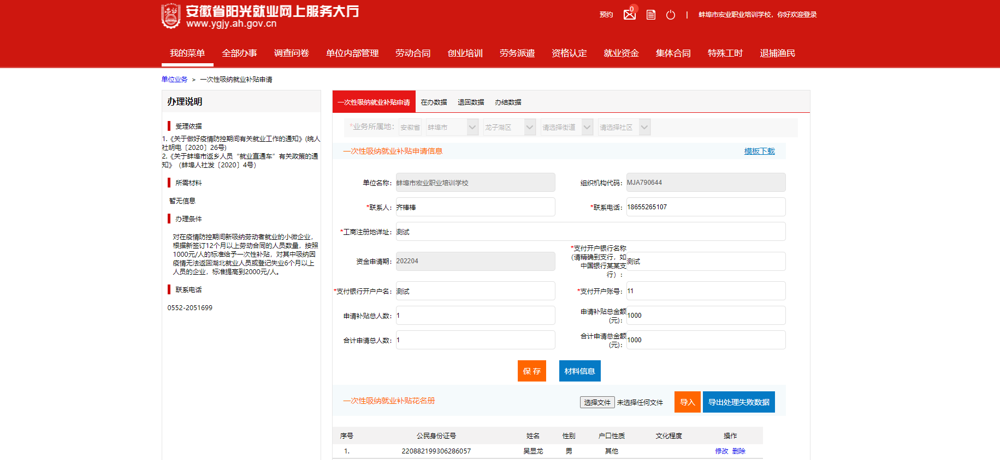 安徽省阳光就业网上服务大厅
www.ygjy.ah.gov.cn
预约 0 | 蚌埠市宏业职业培训学校，你好欢迎登录
我的菜单 全部办事 调查问卷 单位内部管理 劳动合同 创业培训 劳务派遣 资格认定 就业资金 集体合同 特殊工时 退捕渔民
单位业务 > 一次性吸纳就业补贴申请
办理说明
受理依据
1.《关于做好疫情防控期间有关就业工作的通知》(皖人
社明电〔2020〕26号)
2.《关于蚌埠市返乡人员“就业直通车”有关政策的通
知》（蚌埠人社发〔2020〕4号）
所需材料
暂无信息
办理条件
对在疫情防控期间新吸纳劳动者就业的小微企业，
根据新签订12个月以上劳动合同的人员数量，按照
1000元/人的标准给予一次性补贴，对其中吸纳因
疫情无法返回湖北就业人员或登记失业6个月以上
人员的企业，标准提高到2000元/人。
联系电话
0552-2051699
一次性吸纳就业补贴申请 在办数据 退回数据 办结数据
*业务所属地： 安徽省 蚌埠市 龙子湖区 请选择街道 请选择社区
一次性吸纳就业补贴申请信息 模板下载
单位名称： 蚌埠市宏业职业培训学校 组织机构代码： MJA790644
*联系人： 齐棒棒 *联系电话： 18655265107
*工商注册地详址： 测试
资金申请期： 202204
*支付开户银行名称
（请精确到支行，如
中国银行某某支
行）： 测试
*支付银行开户户名： 测试 *支付开户账号： 11
申请补贴总人数： 1 申请补贴总金额
(元)： 1000
合计申请总人数： 1 合计申请总金额
(元)： 1000
保 存 材料信息
一次性吸纳就业补贴花名册 选择文件 未选择任何文件 导入 导出处理失败数据
序号 公民身份证号 姓名 性别 户口性质 文化程度 操作
1. 220882199306286057 吴显龙 男 其他 修改 删除